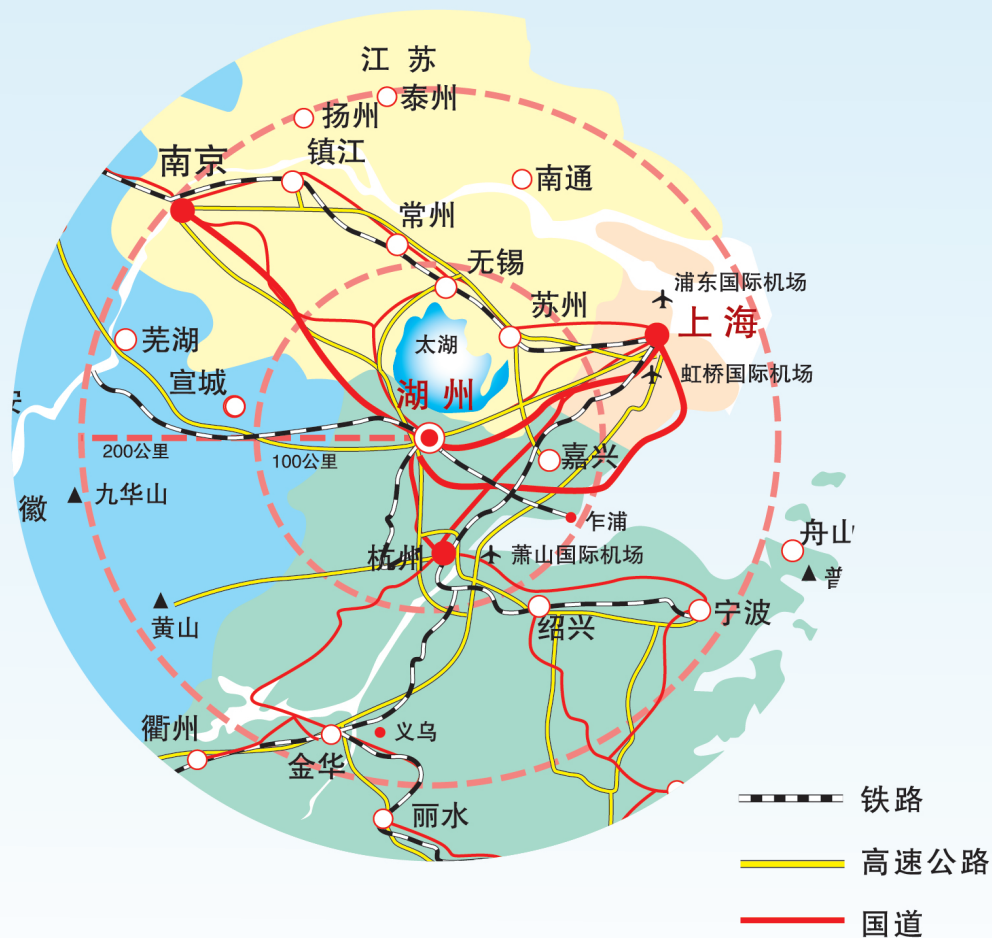 江 苏
泰州
扬州
镇江
南京
南通
常州
无锡
浦东国际机场
苏州
上 海
芜湖
太湖
虹桥国际机场
宣城
湖 州
200公里
100公里
嘉兴
九华山
徽
乍浦
舟山
杭州
萧山国际机场
黄山
绍兴
宁波
衢州
义乌
金华
丽水
铁路
高速公路
国道